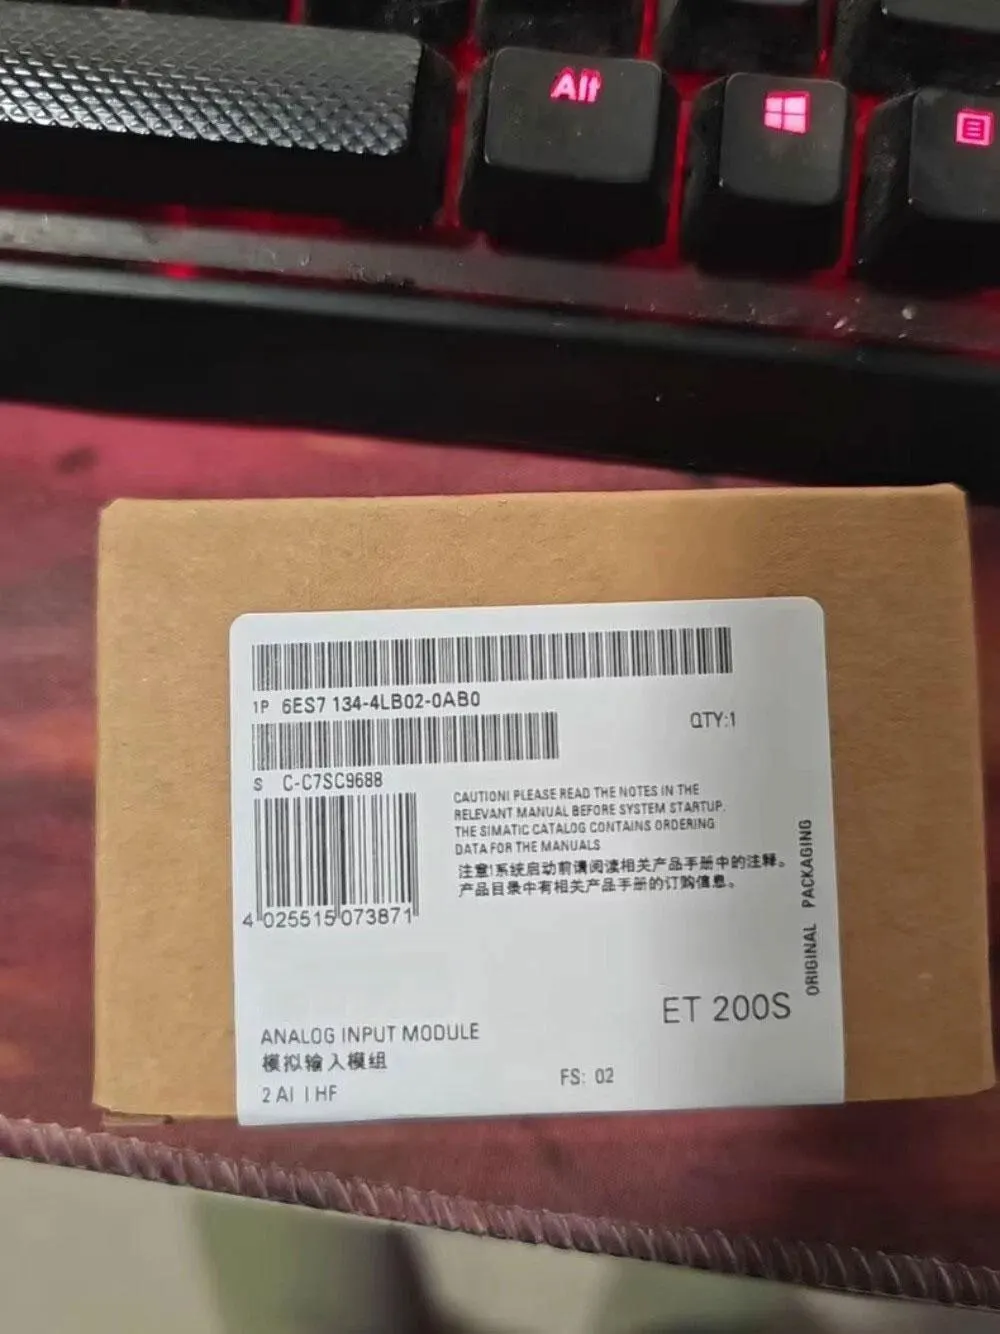 Alt
1P 6ES7 134-4LB02-0AB0
QTY:1
S C-C7SC9688
CAUTION! PLEASE READ THE NOTES IN THE
RELEVANT MANUAL BEFORE SYSTEM STARTUP.
THE SIMATIC CATALOG CONTAINS ORDERING
DATA FOR THE MANUALS
注意!系统启动前请阅读相关产品手册中的注释。
产品目录中有相关产品手册的订购信息。
4 025515 073871
ORIGINAL PACKAGING
ET 200S
ANALOG INPUT MODULE
模拟输入模组
2 AI I HF
FS: 02